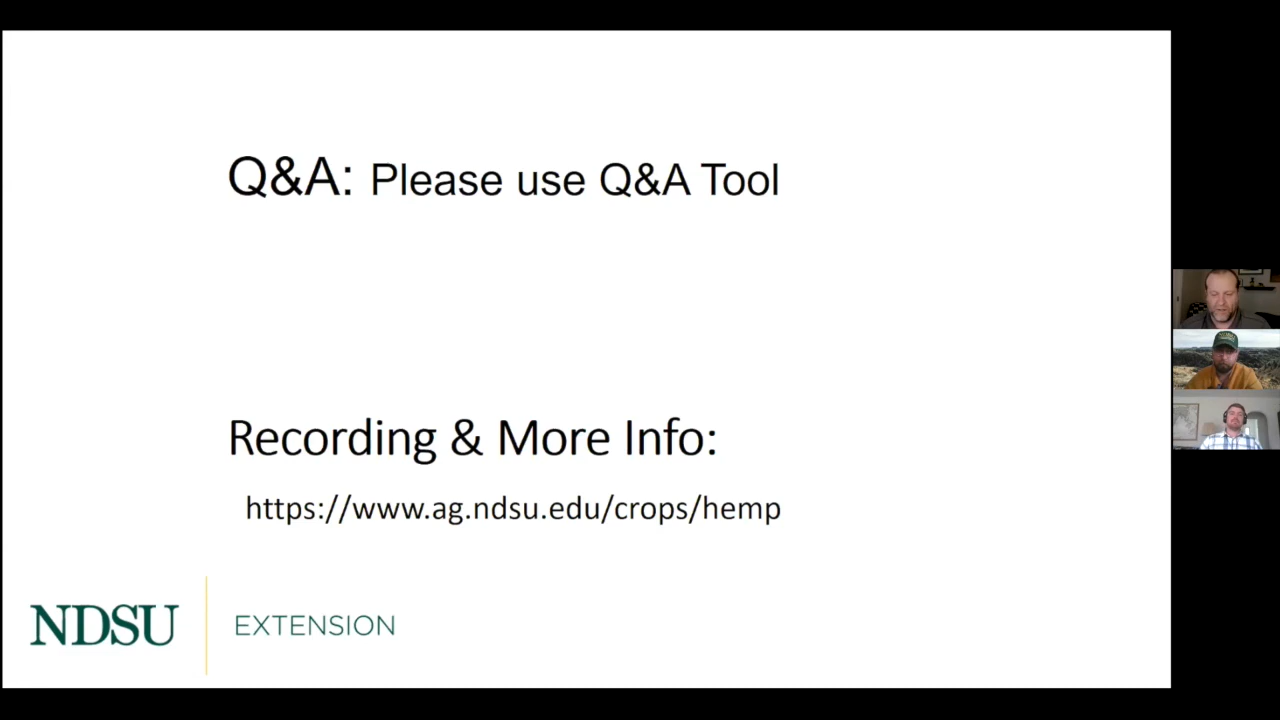 Q&A: Please use Q&A Tool
Recording & More Info:
https://www.ag.ndsu.edu/crops/hemp
NDSU EXTENSION